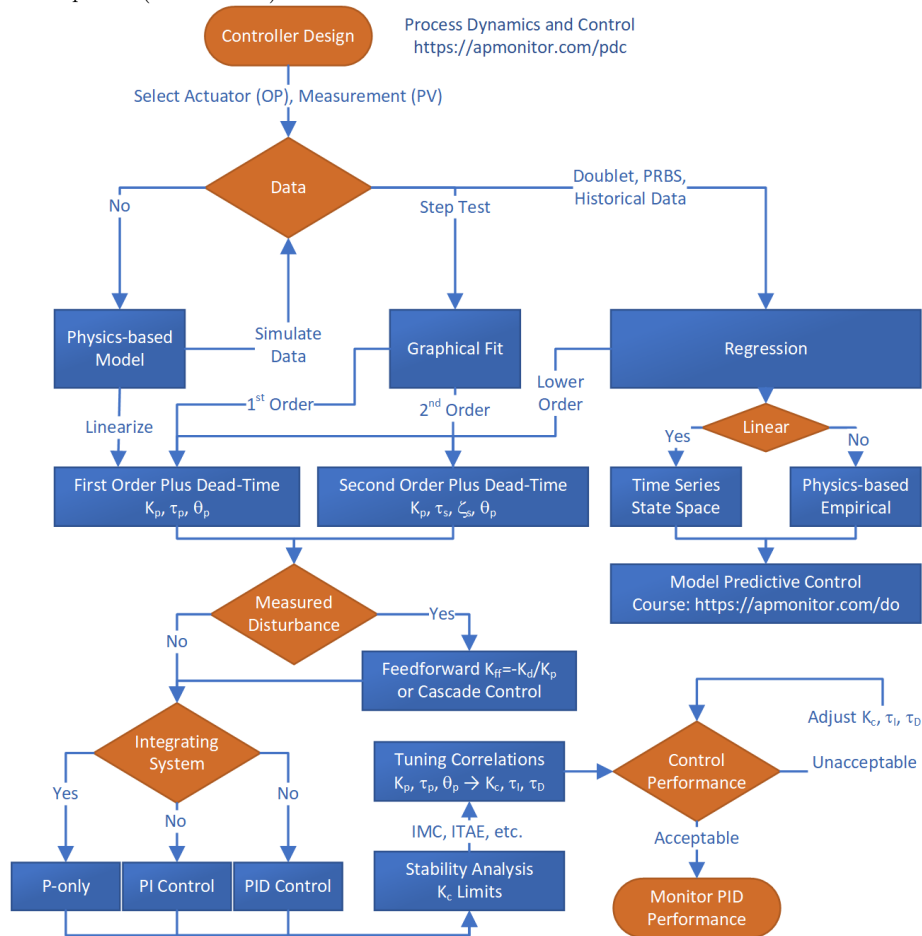 Controller Design
Process Dynamics and Control
https://apmonitor.com/pdc
Select Actuator (OP), Measurement (PV)
Data
No
Step Test
Doublet, PRBS,
Historical Data
Physics-based
Model
Simulate
Data
Graphical Fit
Regression
Linearize
1st Order
2nd Order
Lower
Order
Linear
Yes
No
First Order Plus Dead-Time
Kp, τp, θp
Second Order Plus Dead-Time
Kp, τs, ζs, θp
Time Series
State Space
Physics-based
Empirical
Model Predictive Control
Course: https://apmonitor.com/do
Measured
Disturbance
No
Yes
Feedforward Kff=-Kd/Kp
or Cascade Control
Integrating
System
Yes
No
No
Tuning Correlations
Kp, τp, θp → Kc, τI, τD
Control
Performance
Adjust Kc, τI, τD
Unacceptable
IMC, ITAE, etc.
Acceptable
P-only
PI Control
PID Control
Stability Analysis
Kc Limits
Monitor PID
Performance